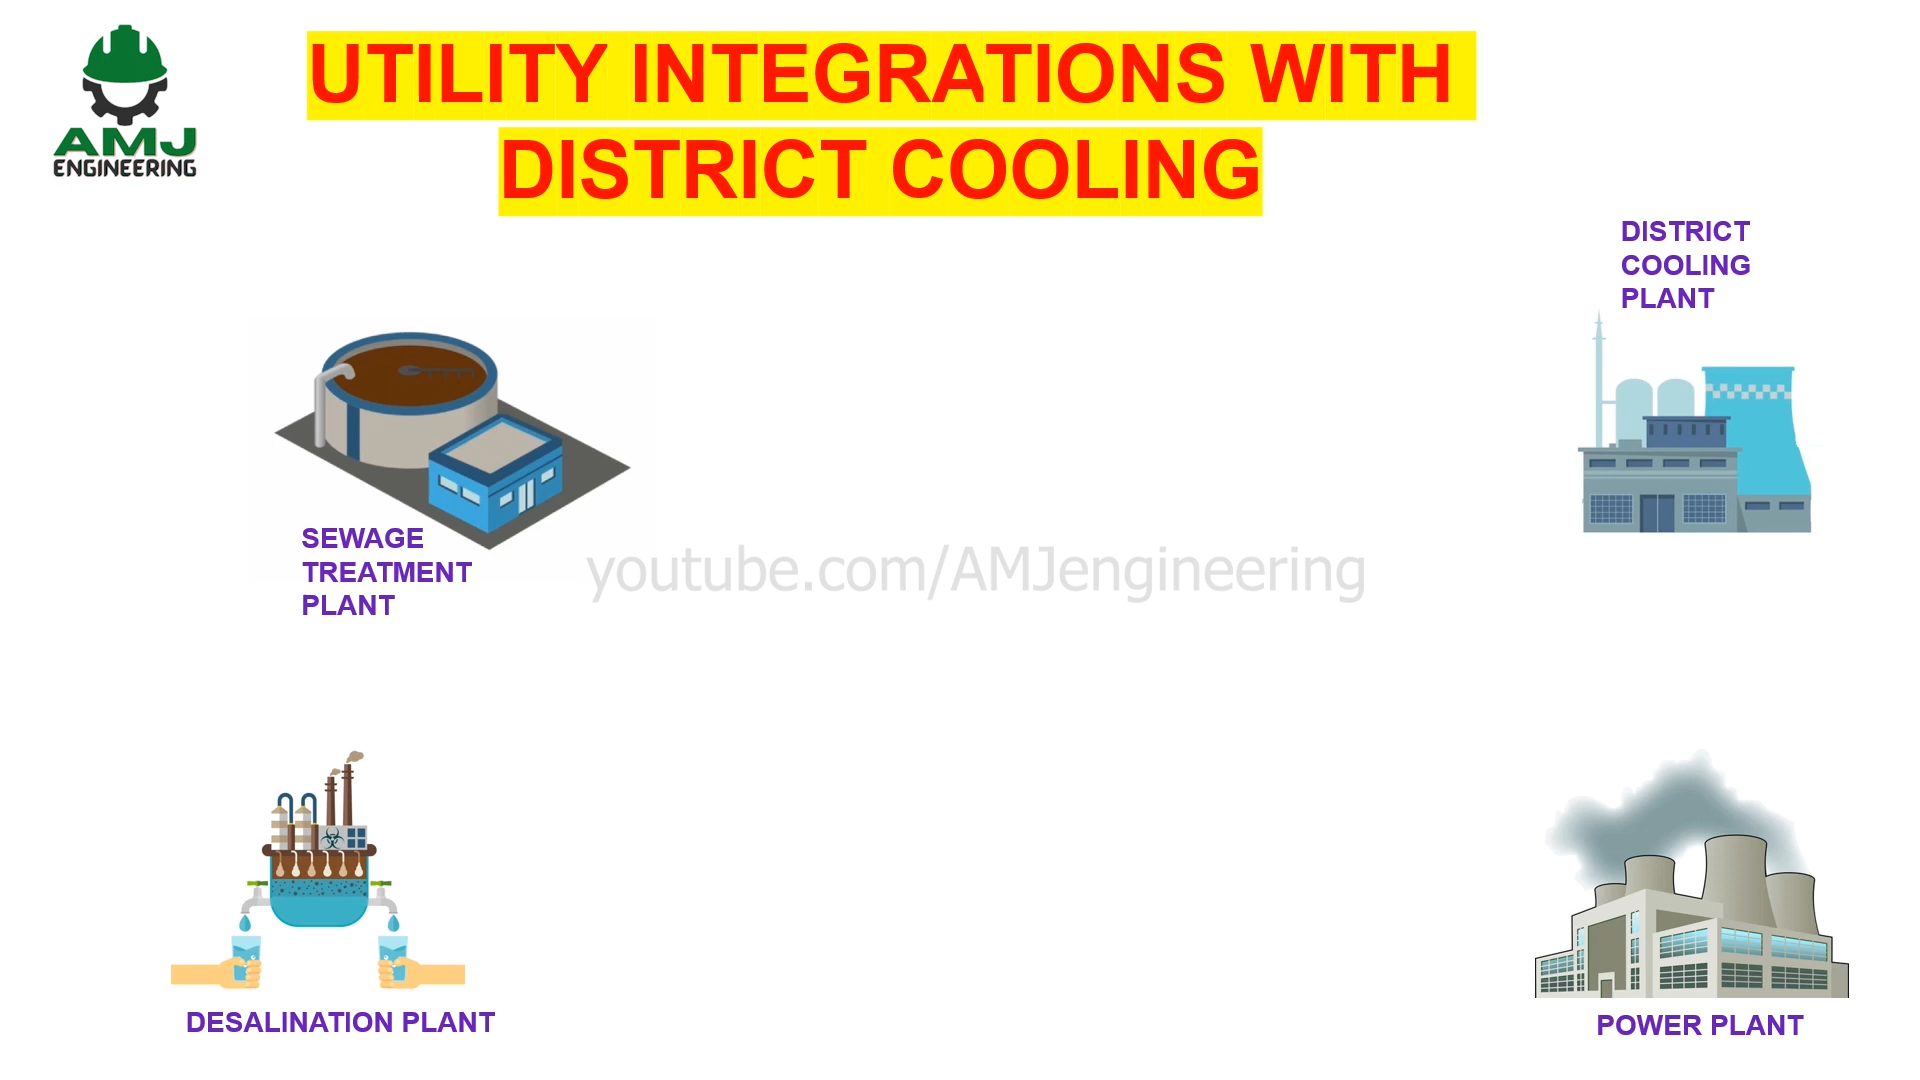 AMJ
ENGINEERING
UTILITY INTEGRATIONS WITH
DISTRICT COOLING
DISTRICT
COOLING
PLANT
SEWAGE
TREATMENT
PLANT
youtube.com/AMJengineering
DESALINATION PLANT
POWER PLANT